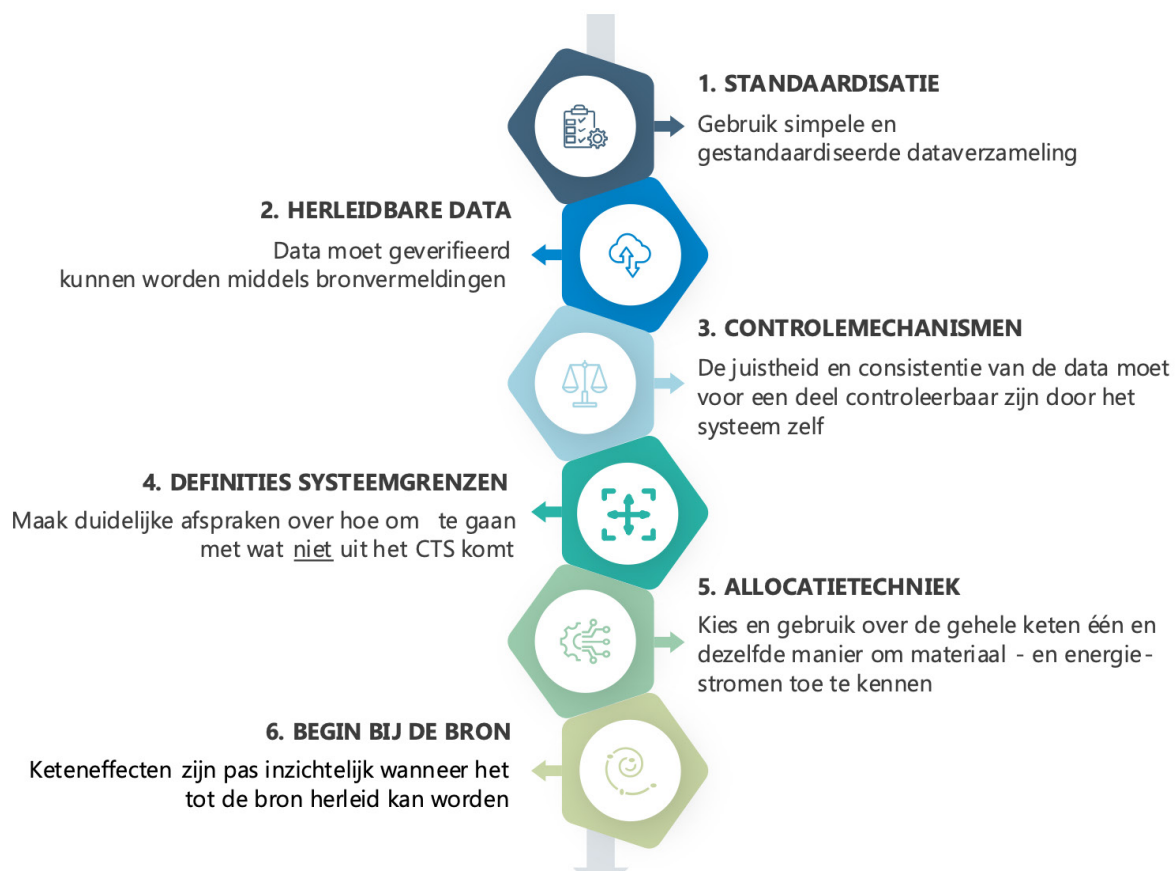 1. STANDAARDISATIE
Gebruik simpele en
gestandaardiseerde dataverzameling
2. HERLEIDBARE DATA
Data moet geverifieerd
kunnen worden middels bronvermeldingen
3. CONTROLEMECHANISMEN
De juistheid en consistentie van de data moet
voor een deel controleerbaar zijn door het
systeem zelf
4. DEFINITIES SYSTEEMGRENZEN
Maak duidelijke afspraken over hoe om te gaan
met wat niet uit het CTS komt
5. ALLOCATIETECHNIEK
Kies en gebruik over de gehele keten één en
dezelfde manier om materiaal - en energie-
stromen toe te kennen
6. BEGIN BIJ DE BRON
Keteneffecten zijn pas inzichtelijk wanneer het
tot de bron herleid kan worden